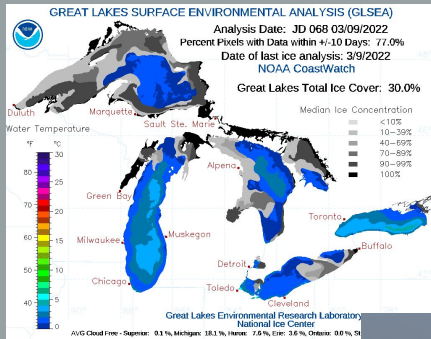 GREAT LAKES SURFACE ENVIRONMENTAL ANALYSIS (GLSEA)
Analysis Date: JD 068 03/09/2022
Percent Pixels with Data within +/-10 Days: 77.0%
Date of last ice analysis: 3/9/2022
NOAA CoastWatch
Great Lakes Total Ice Cover: 30.0%
Median Ice Concentration
<10%
10-39%
40-69%
70-89%
90-99%
100%
Duluth
Marquette
Sault Ste. Marie
Water Temperature
°F °C
80 70 60 50 40
30 25 20 15 10 5 0
Alpena
Green Bay
Milwaukee
Muskegon
Chicago
Toronto
Buffalo
Detroit
Toledo
Cleveland
Great Lakes Environmental Research Laboratory
National Ice Center
AVG Cloud Free - Superior: 0.1 %, Michigan: 18.1 %, Huron: 7.6 %, Erie: 3.6 %, Ontario: 0.0 %, St